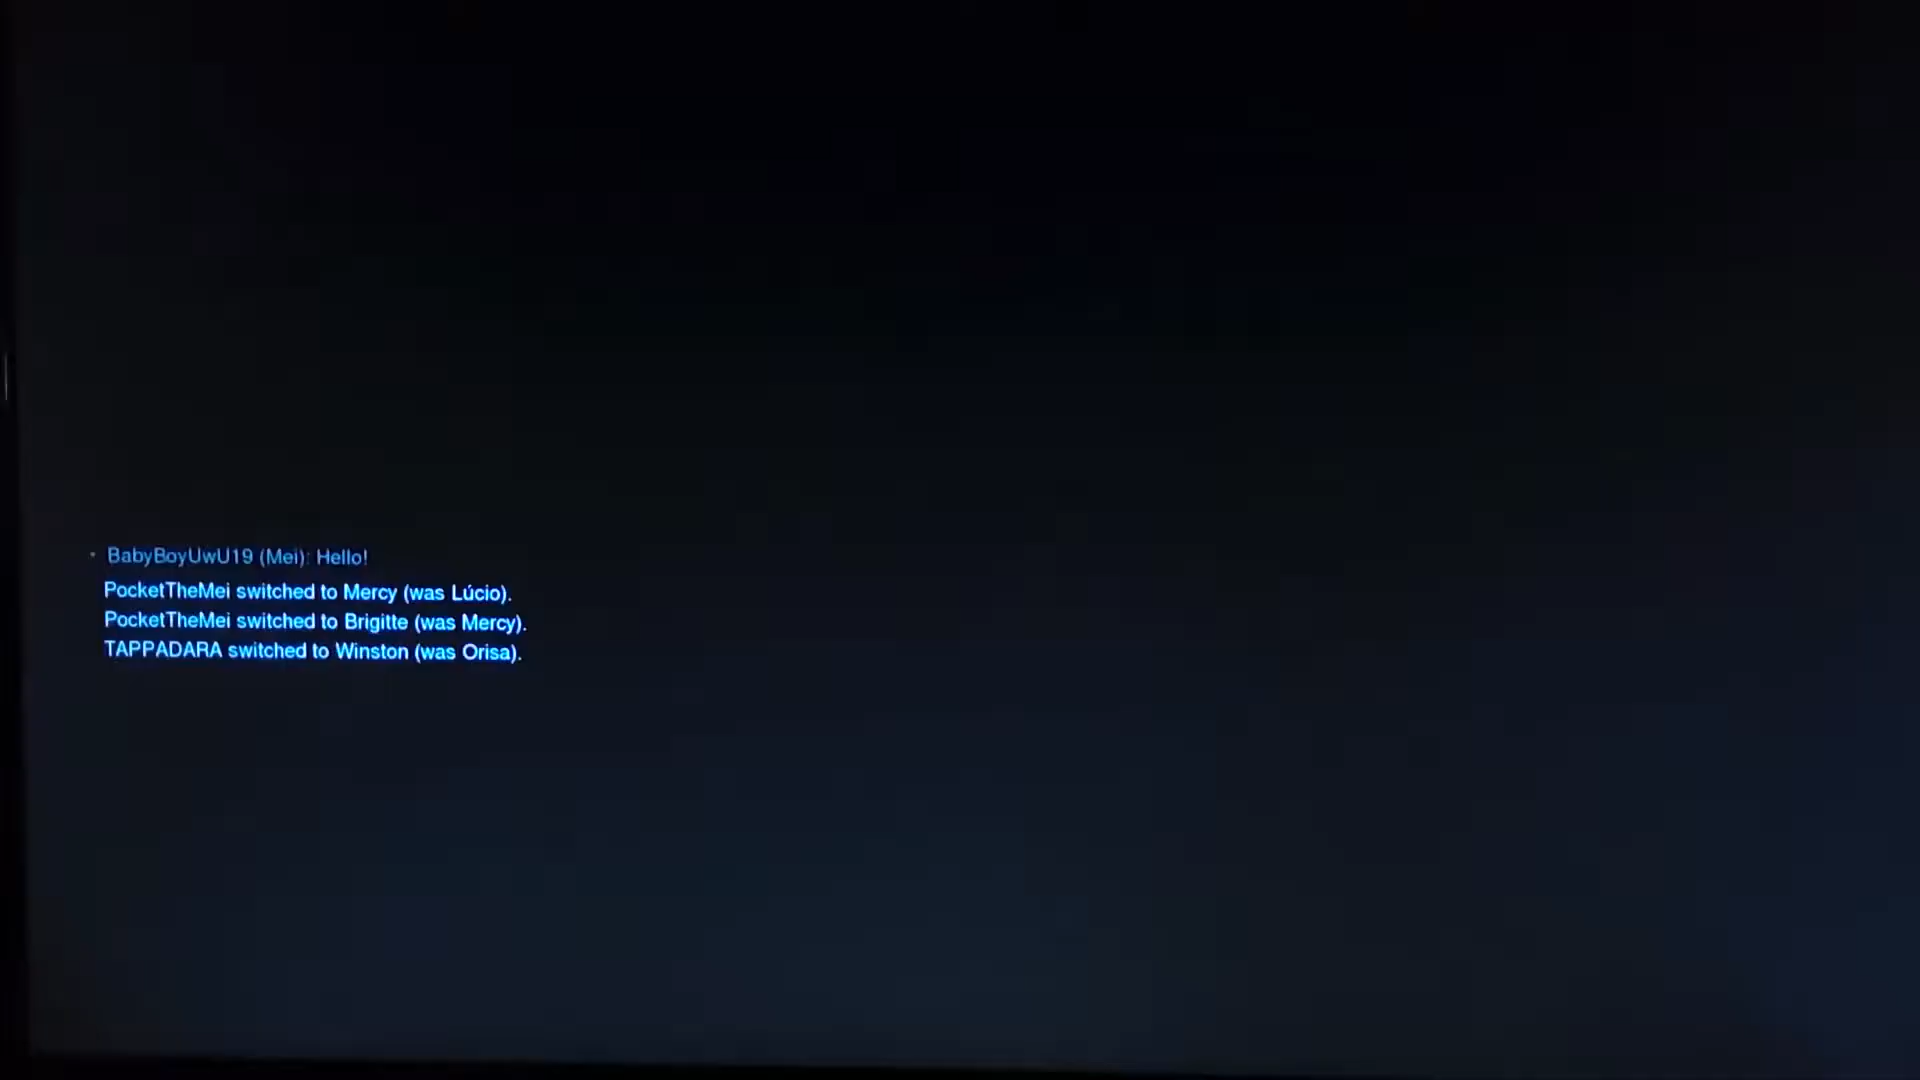 BabyBoyUwU19 (Mei): Hello!
PocketTheMei switched to Mercy (was Lúcio).
PocketTheMei switched to Brigitte (was Mercy).
TAPPADARA switched to Winston (was Orisa).